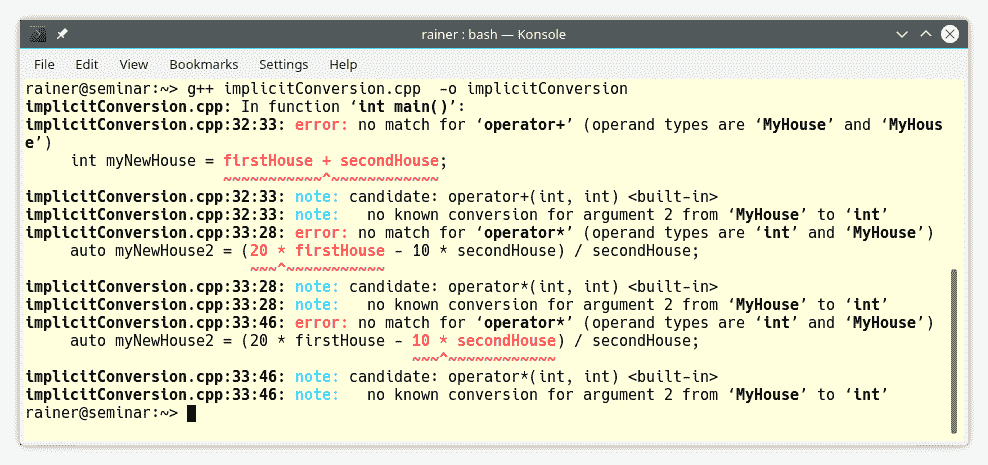 rainer : bash — Konsole
File Edit View Bookmarks Settings Help
rainer@seminar:~> g++ implicitConversion.cpp  -o implicitConversion
implicitConversion.cpp: In function ‘int main()’:
implicitConversion.cpp:32:33: error: no match for ‘operator+’ (operand types are ‘MyHouse’ and ‘MyHous
e’)
     int myNewHouse = firstHouse + secondHouse;
                      ~~~~~~~~~~~^~~~~~~~~~~~~
implicitConversion.cpp:32:33: note: candidate: operator+(int, int) <built-in>
implicitConversion.cpp:32:33: note:   no known conversion for argument 2 from ‘MyHouse’ to ‘int’
implicitConversion.cpp:33:28: error: no match for ‘operator*’ (operand types are ‘int’ and ‘MyHouse’)
     auto myNewHouse2 = (20 * firstHouse - 10 * secondHouse) / secondHouse;
                         ~~~^~~~~~~~~~~~
implicitConversion.cpp:33:28: note: candidate: operator*(int, int) <built-in>
implicitConversion.cpp:33:28: note:   no known conversion for argument 2 from ‘MyHouse’ to ‘int’
implicitConversion.cpp:33:46: error: no match for ‘operator*’ (operand types are ‘int’ and ‘MyHouse’)
     auto myNewHouse2 = (20 * firstHouse - 10 * secondHouse) / secondHouse;
                                           ~~~^~~~~~~~~~~~~
implicitConversion.cpp:33:46: note: candidate: operator*(int, int) <built-in>
implicitConversion.cpp:33:46: note:   no known conversion for argument 2 from ‘MyHouse’ to ‘int’
rainer@seminar:~>